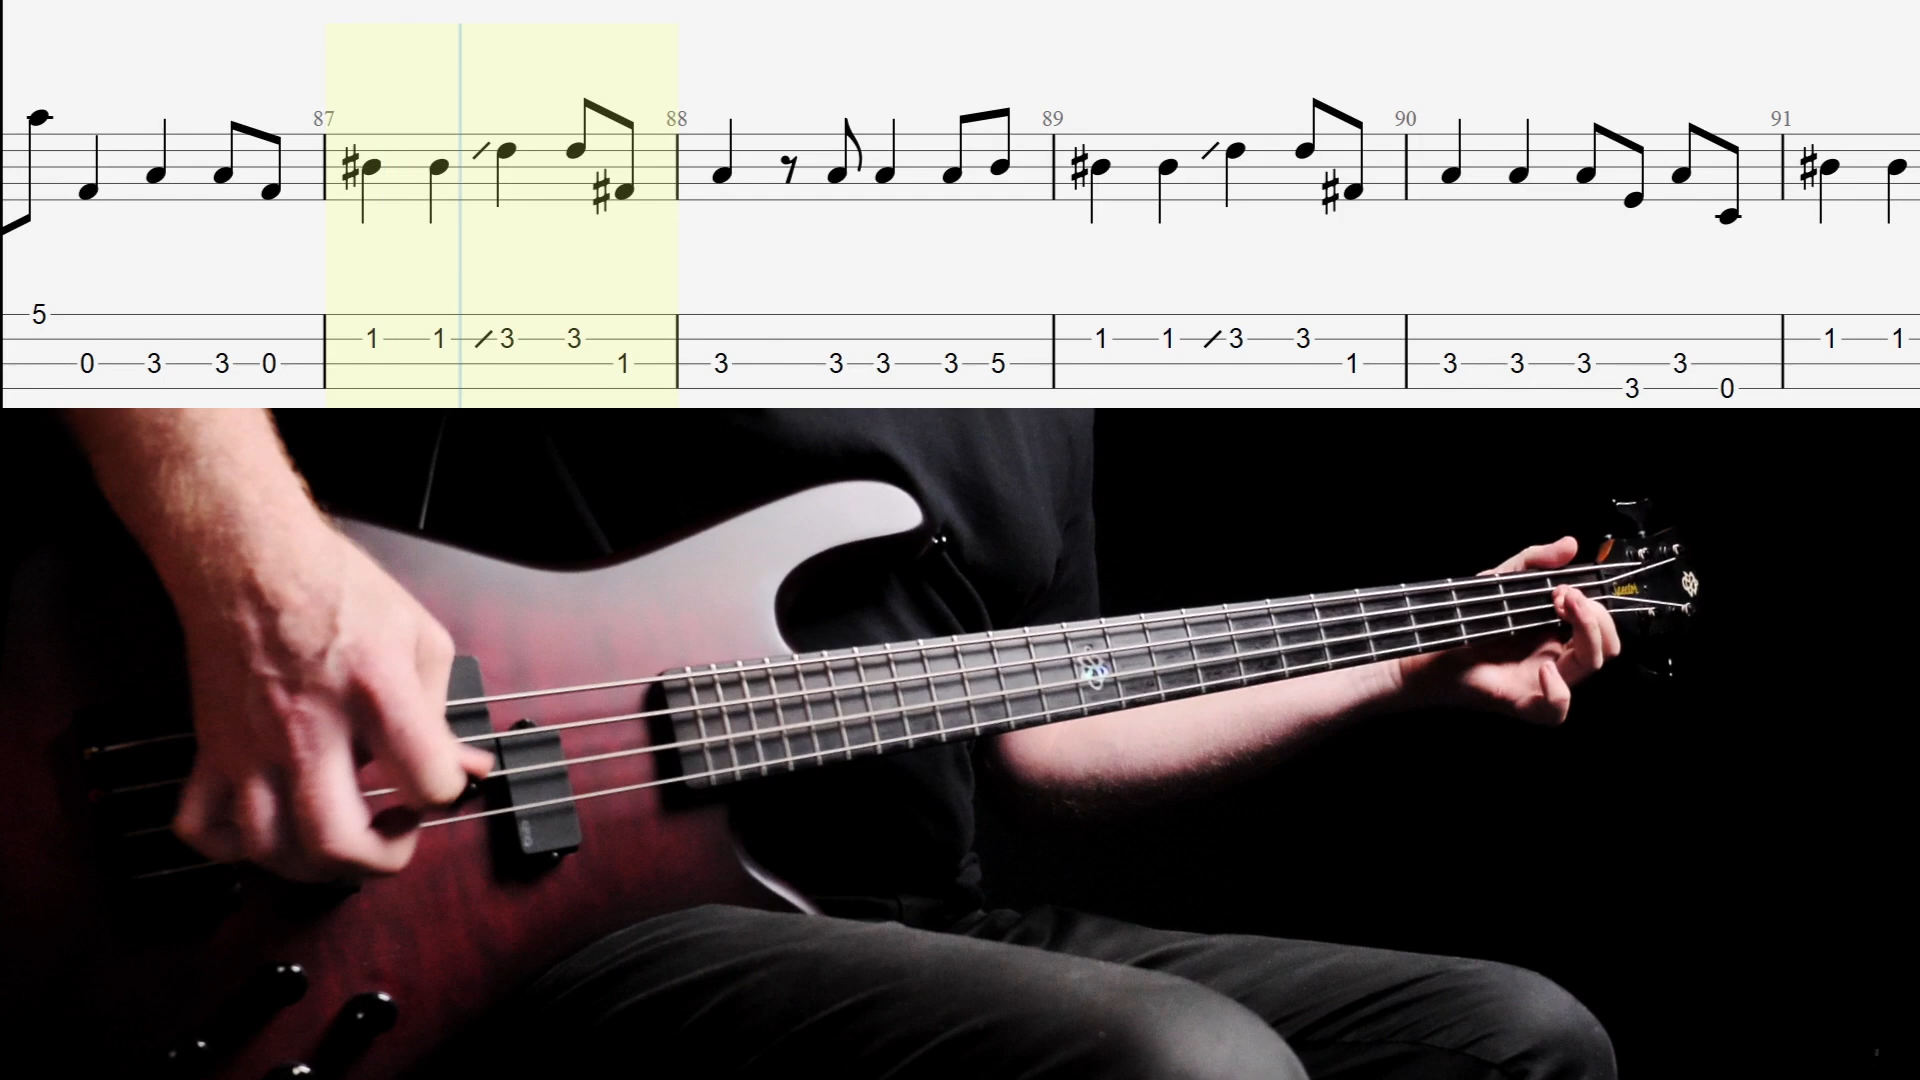 87 88 89 90 91
5
1 1 3 3 1 1 3 3 1 1
0 3 3 0 1 3 3 3 3 5 1 3 3 3 3
3 0
Spector